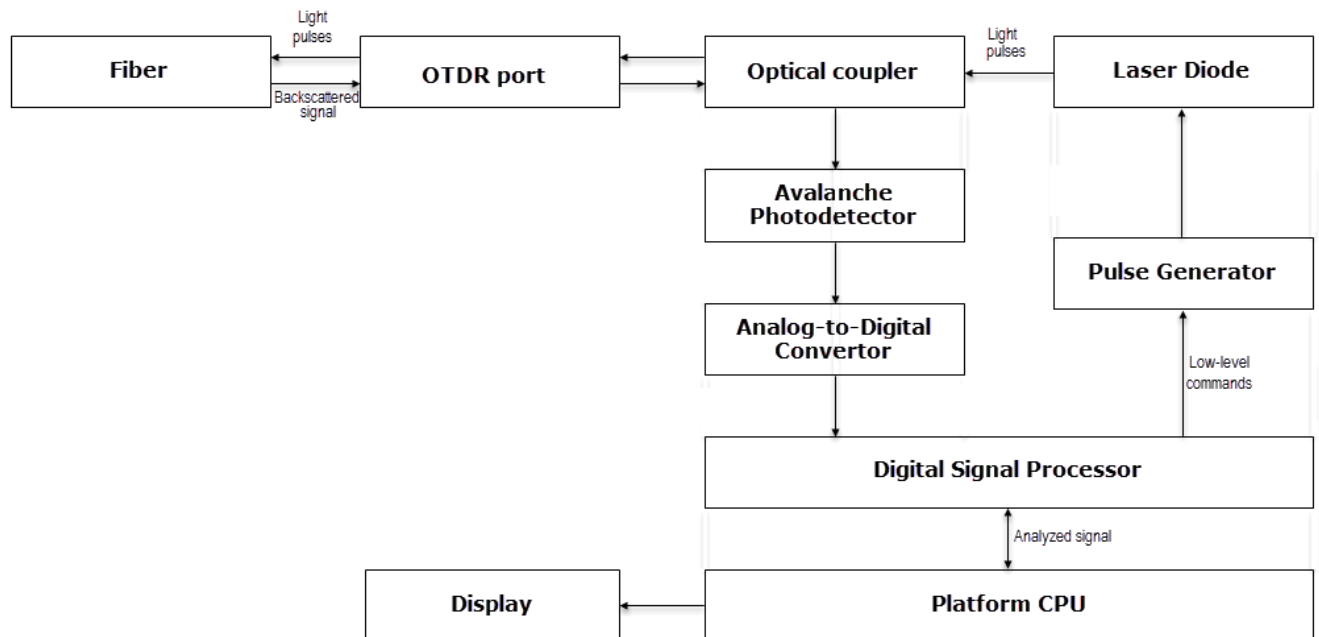 Light
pulses
Fiber
OTDR port
Backscattered
signal
Optical coupler
Light
pulses
Laser Diode
Avalanche
Photodetector
Pulse Generator
Analog-to-Digital
Convertor
Low-level
commands
Digital Signal Processor
Analyzed signal
Display
Platform CPU